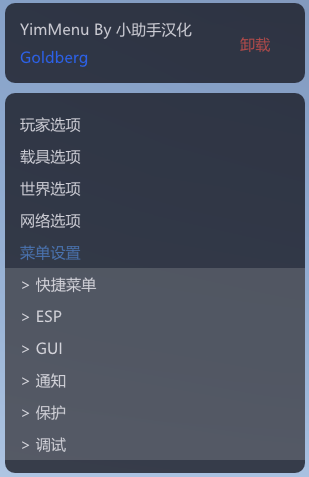 YimMenu By 小助手汉化
Goldberg
卸载
玩家选项
载具选项
世界选项
网络选项
菜单设置
> 快捷菜单
> ESP
> GUI
> 通知
> 保护
> 调试